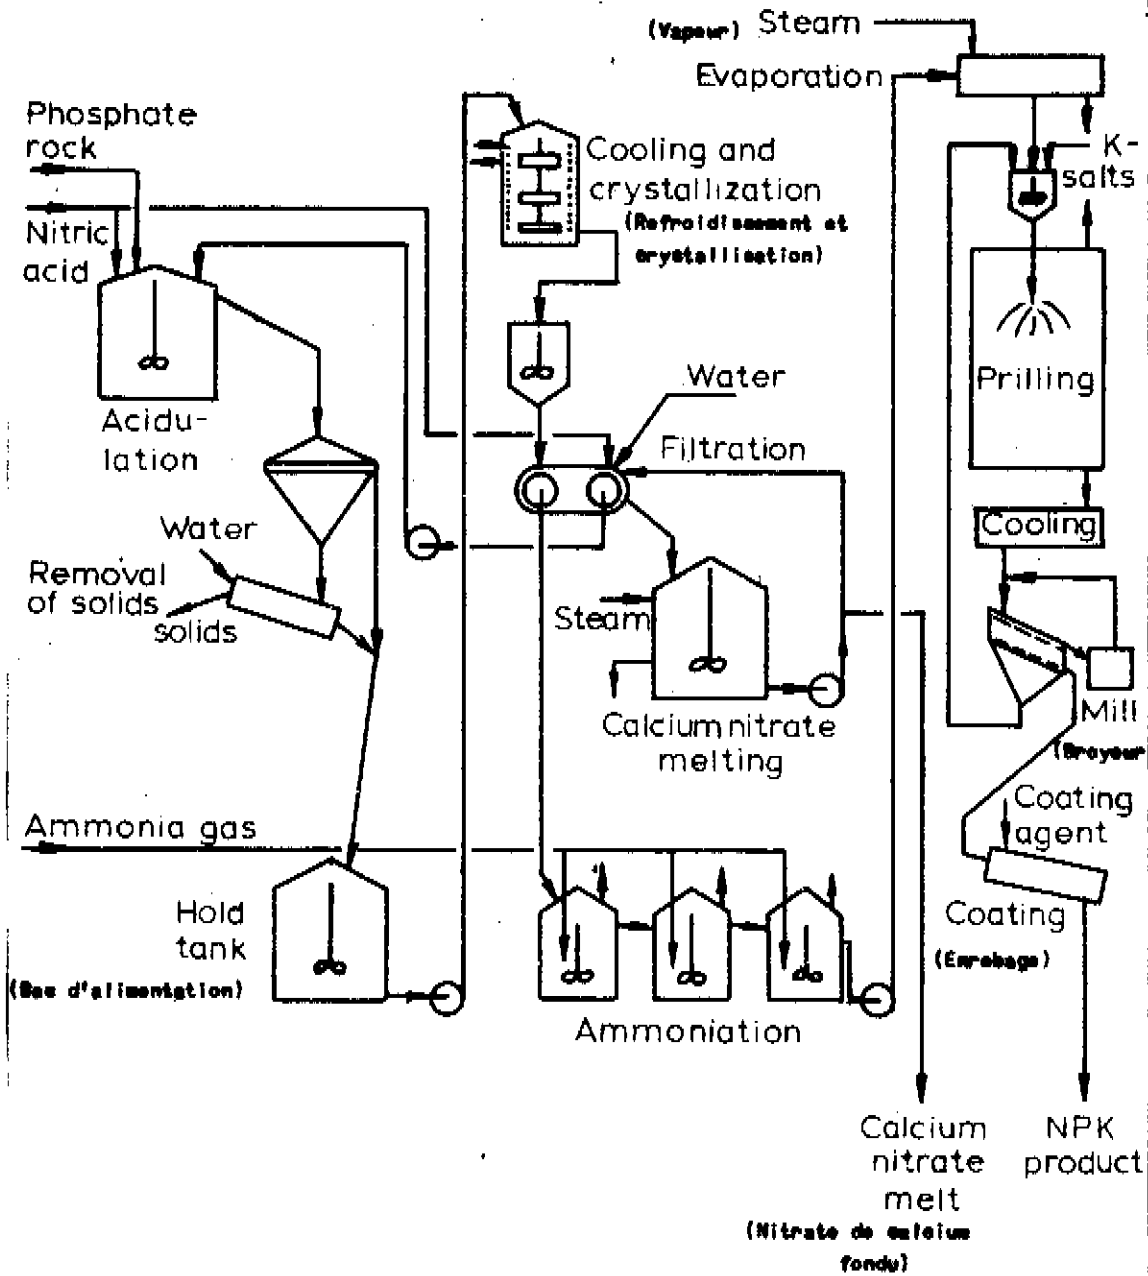 (Vapeur) Steam
Evaporation
Phosphate
rock
Nitric
acid
Cooling and
crystallization
(Refroidissement et
crystallisation)
K-
salts
Water
Prilling
Acidu-
lation
Filtration
Cooling
Water
Removal
of solids
solids
Steam
Calcium nitrate
melting
Mill
(Broyeur
Ammonia gas
Coating
agent
Hold
tank
(Bac d'alimentation)
Coating
(Enrobage)
Ammoniation
Calcium
nitrate
melt
(Nitrate de calcium
fondu)
NPK
product